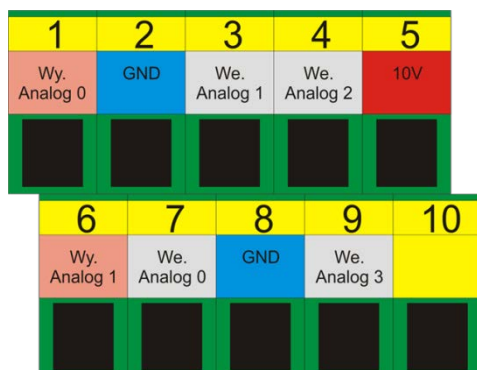 1 2 3 4 5
Wy. Analog 0 GND We. Analog 1 We. Analog 2 10V
6 7 8 9 10
Wy. Analog 1 We. Analog 0 GND We. Analog 3